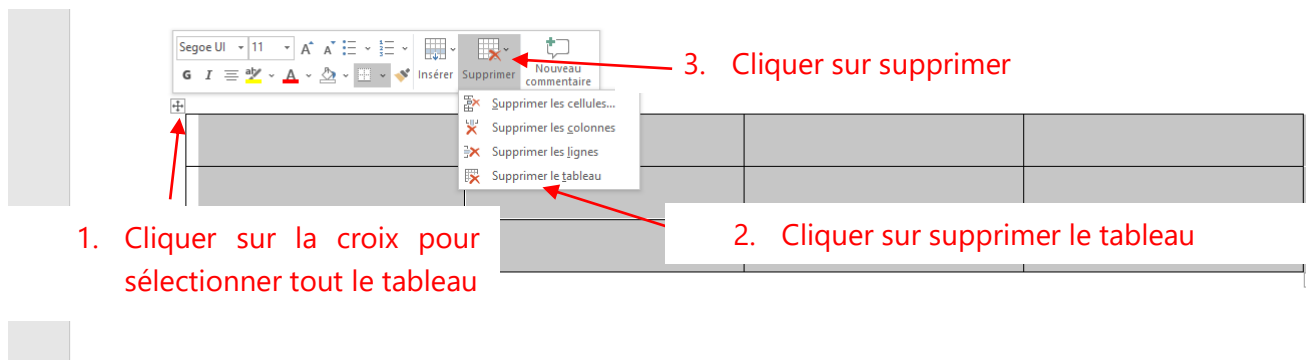 Segoe UI 11 A A
G I ab A Insérer Supprimer Nouveau
commentaire
3. Cliquer sur supprimer
Supprimer les cellules...
Supprimer les colonnes
Supprimer les lignes
Supprimer le tableau
1. Cliquer sur la croix pour
sélectionner tout le tableau
2. Cliquer sur supprimer le tableau